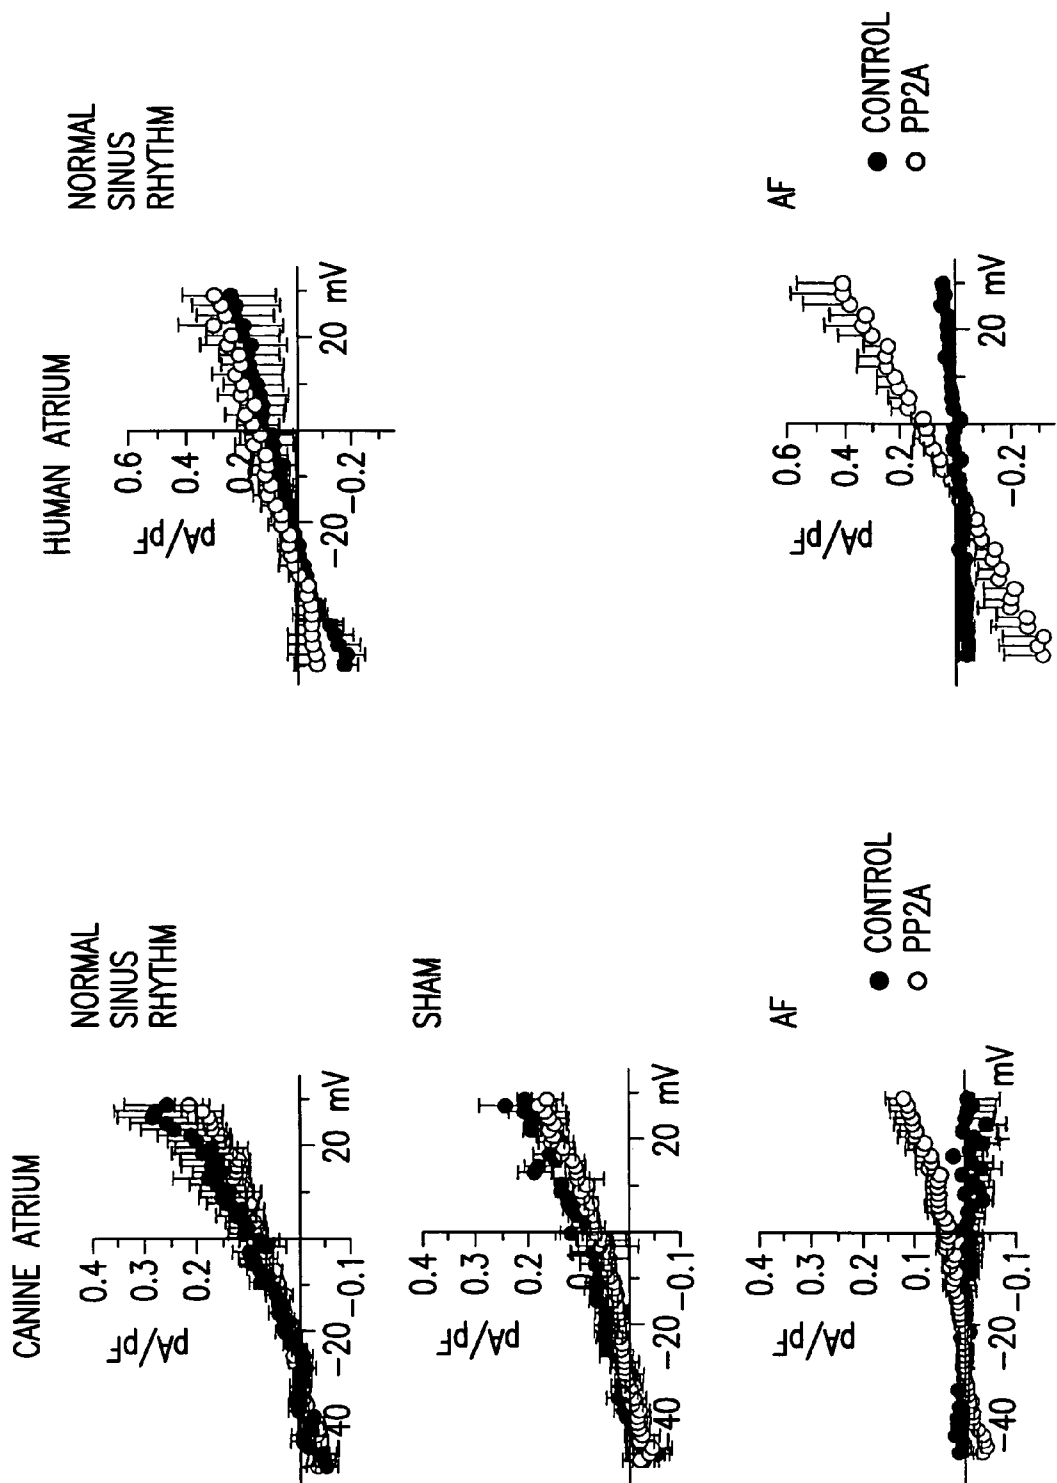 CANINE ATRIUM
NORMAL
SINUS
RHYTHM
pA/pF
0.4
0.3
0.2
-0.1
-40
-20
20
mV
SHAM
pA/pF
0.4
0.3
0.2
-0.1
-40
-20
20
mV
AF
pA/pF
0.4
0.3
0.2
0.1
-0.1
-40
-20
20
mV
CONTROL
PP2A
HUMAN ATRIUM
NORMAL
SINUS
RHYTHM
pA/pF
0.6
0.4
0.2
-0.2
-20
20
mV
AF
pA/pF
0.6
0.4
0.2
-0.2
20
mV
CONTROL
PP2A